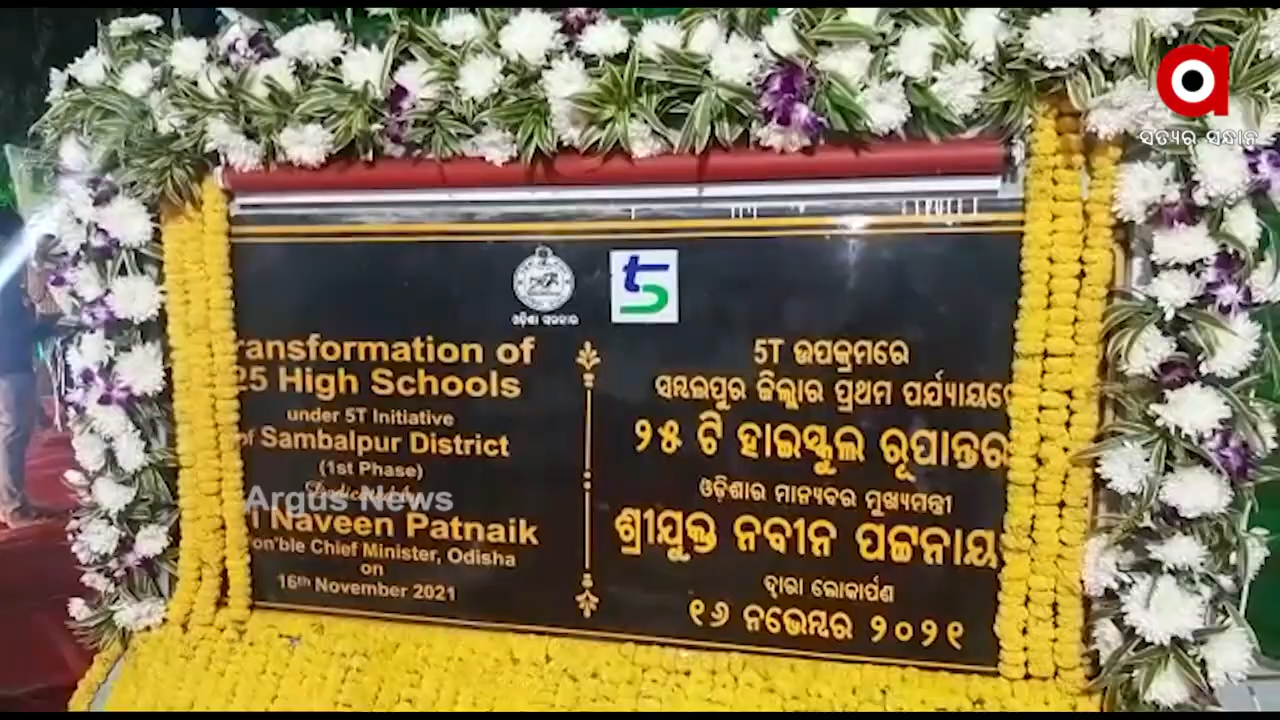 ସତ୍ୟର ସନ୍ଧାନ
ଓଡ଼ିଶା ସରକାର
t5
ransformation of
25 High Schools
under 5T Initiative
of Sambalpur District
(1st Phase)
Argus News
Naveen Patnaik
on'ble Chief Minister, Odisha
on
16th November 2021
5T ଉପକ୍ରମରେ
ସମ୍ବଲପୁର ଜିଲ୍ଲାର ପ୍ରଥମ ପର୍ଯ୍ୟାୟରେ
୨୫ ଟି ହାଇସ୍କୁଲ ରୂପାନ୍ତର
ଓଡ଼ିଶାର ମାନ୍ୟବର ମୁଖ୍ୟମନ୍ତ୍ରୀ
ଶ୍ରୀଯୁକ୍ତ ନବୀନ ପଟ୍ଟନାୟ
ଦ୍ୱାରା ଲୋକାର୍ପଣ
୧୬ ନଭେମ୍ବର ୨୦୨୧